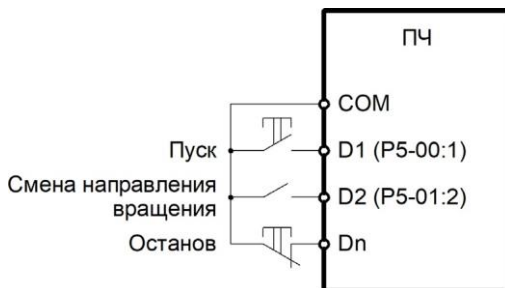 ПЧ
COM
Пуск
D1 (P5-00:1)
Смена направления
вращения
D2 (P5-01:2)
Останов
Dn